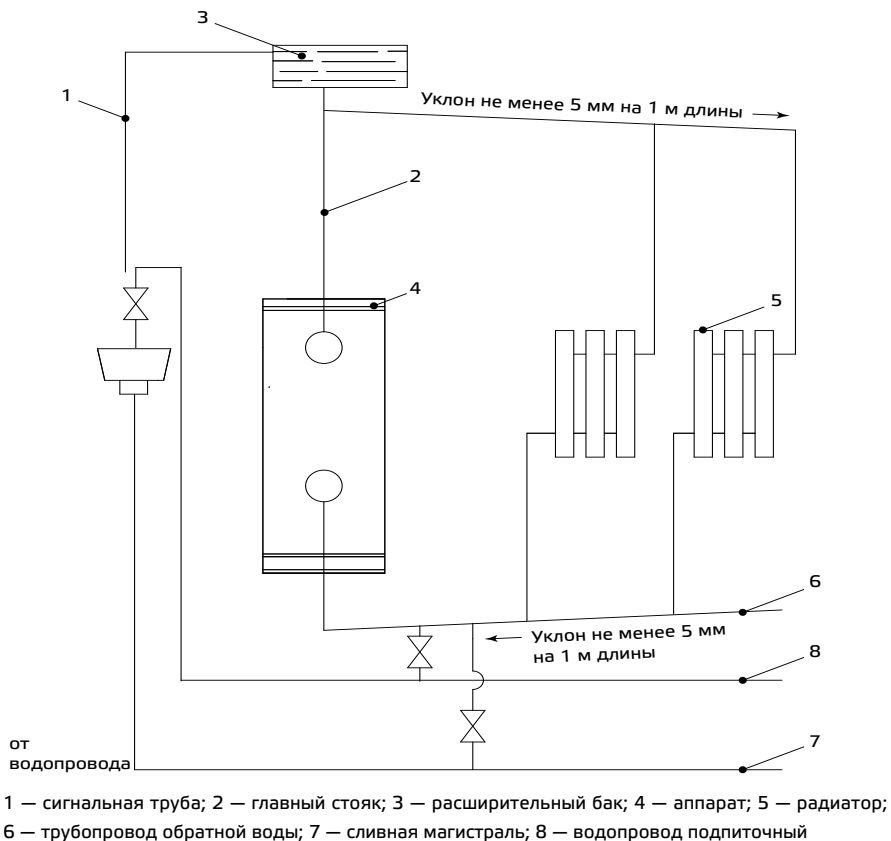 3
Уклон не менее 5 мм на 1 м длины
1
2
4
5
6
Уклон не менее 5 мм
на 1 м длины
8
от
водопровода
7
1 — сигнальная труба; 2 — главный стояк; 3 — расширительный бак; 4 — аппарат; 5 — радиатор;
6 — трубопровод обратной воды; 7 — сливная магистраль; 8 — водопровод подпиточный